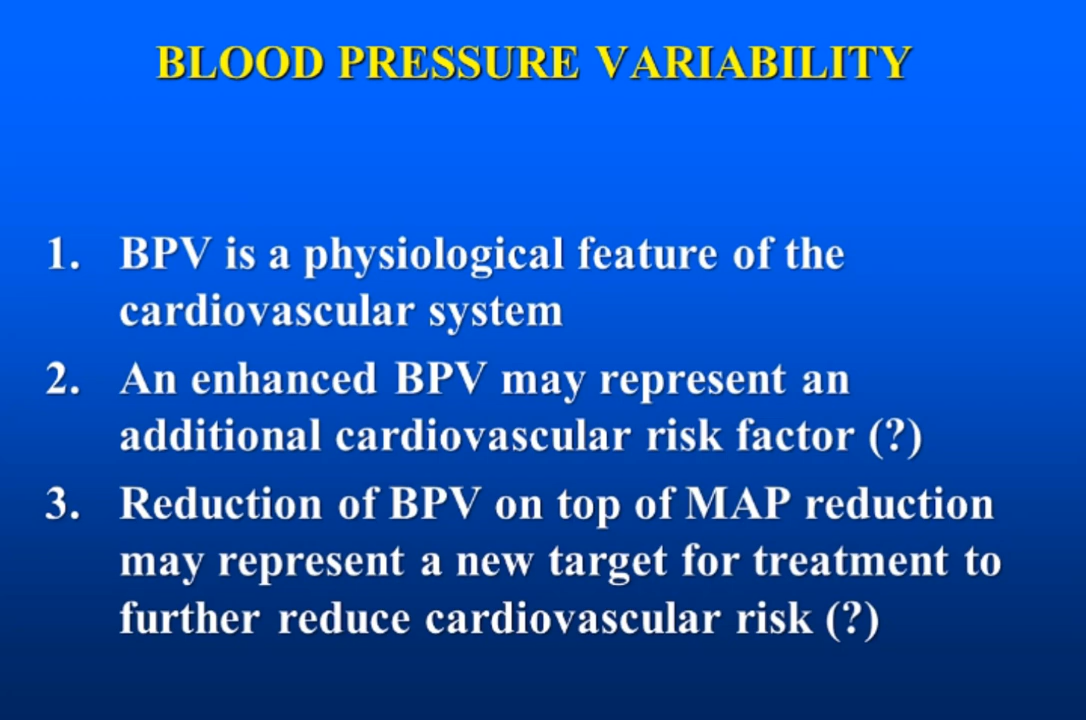 BLOOD PRESSURE VARIABILITY
1. BPV is a physiological feature of the
cardiovascular system
2. An enhanced BPV may represent an
additional cardiovascular risk factor (?)
3. Reduction of BPV on top of MAP reduction
may represent a new target for treatment to
further reduce cardiovascular risk (?)